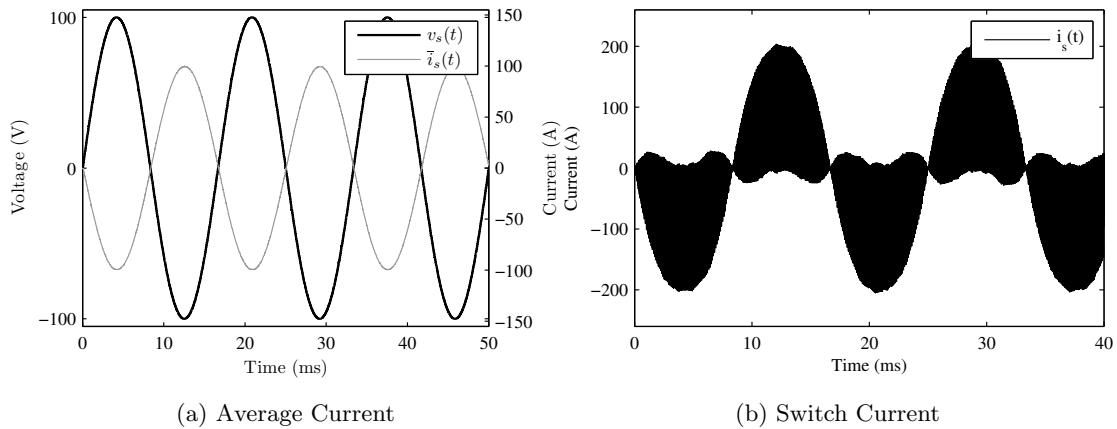 100
0
−100
Voltage (V)
v_s(t)
i̅_s(t)
150
100
50
0
−50
−100
−150
Current (A)
0 10 20 30 40 50
Time (ms)
(a) Average Current
200
100
0
−100
−200
Current (A)
i_s(t)
0 10 20 30 40
Time (ms)
(b) Switch Current